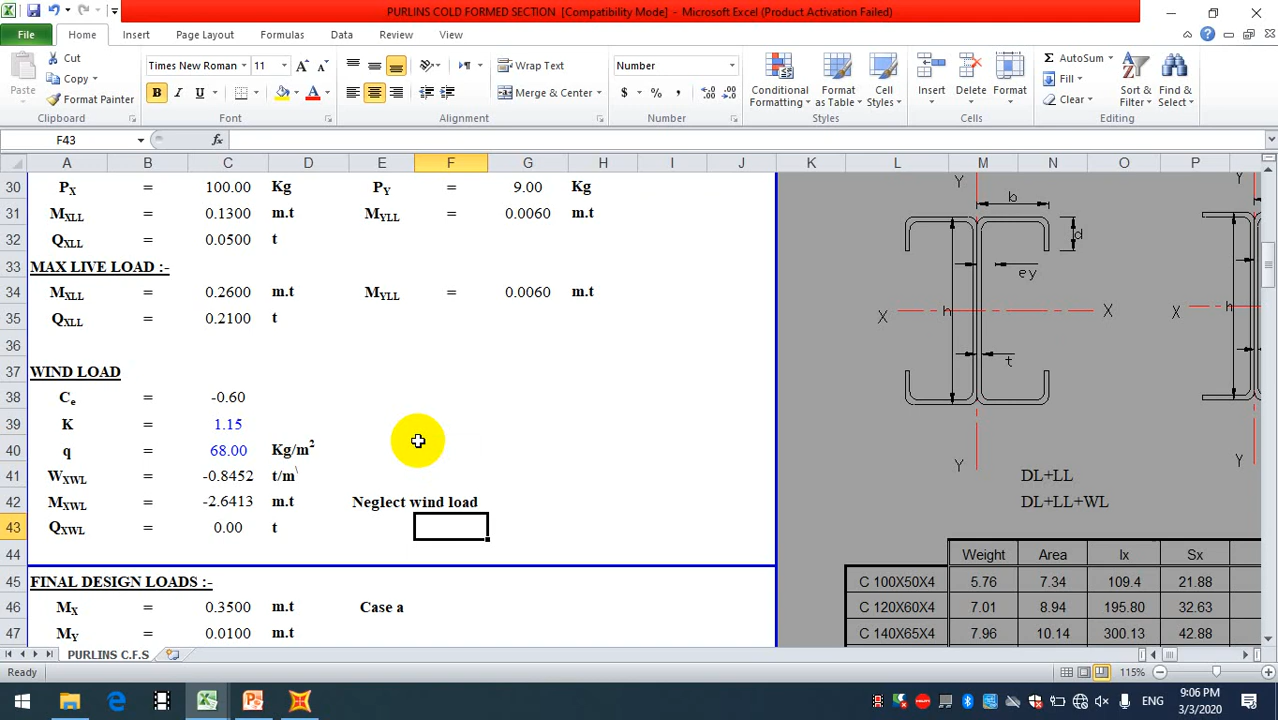 PURLINS COLD FORMED SECTION [Compatibility Mode] - Microsoft Excel (Product Activation Failed)
File Home Insert Page Layout Formulas Data Review View
Cut
Copy
Format Painter
Paste
Clipboard
Times New Roman 11
B I U
Font
Wrap Text
Merge & Center
Alignment
Number
$ % ,
Number
Conditional Formatting
Format as Table
Cell Styles
Styles
Insert Delete Format
Cells
AutoSum
Fill
Clear
Sort & Filter
Find & Select
Editing
F43 fx
A B C D E F G H I J K L M N O P
30 PX = 100.00 Kg PY = 9.00 Kg
31 MXLL = 0.1300 m.t MYLL = 0.0060 m.t
32 QXLL = 0.0500 t
33 MAX LIVE LOAD :-
34 MXLL = 0.2600 m.t MYLL = 0.0060 m.t
35 QXLL = 0.2100 t
36
37 WIND LOAD
38 Ce = -0.60
39 K = 1.15
40 q = 68.00 Kg/m2
41 WXWL = -0.8452 t/m\
42 MXWL = -2.6413 m.t Neglect wind load
43 QXWL = 0.00 t
44
45 FINAL DESIGN LOADS :-
46 MX = 0.3500 m.t Case a
47 MY = 0.0100 m.t
Y Y
b
d
ey
X h X X h
t
Y Y
DL+LL
DL+LL+WL
Weight Area Ix Sx
C 100X50X4 5.76 7.34 109.4 21.88
C 120X60X4 7.01 8.94 195.80 32.63
C 140X65X4 7.96 10.14 300.13 42.88
PURLINS C.F.S
Ready 115%
ENG
9:06 PM
3/3/2020